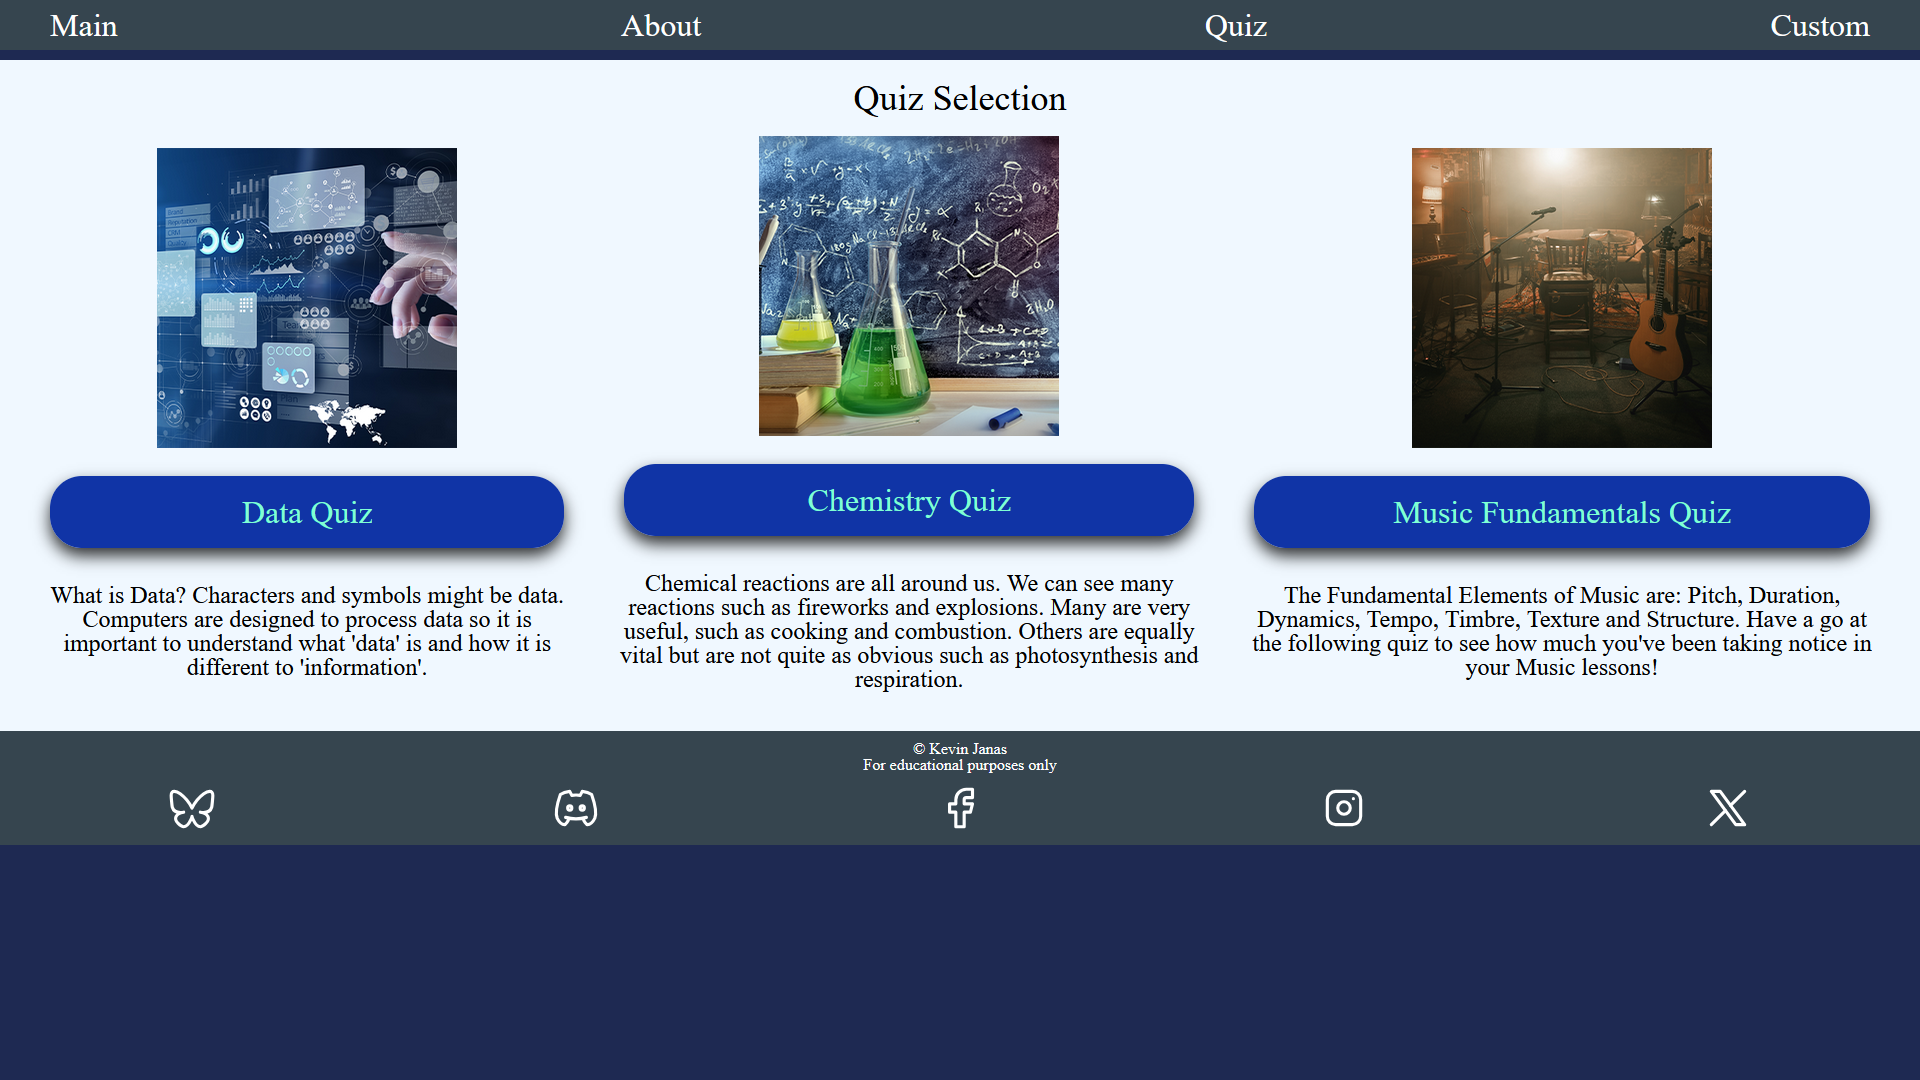 Main
About
Quiz
Custom
Quiz Selection
Data Quiz
What is Data? Characters and symbols might be data.
Computers are designed to process data so it is
important to understand what 'data' is and how it is
different to 'information'.
Chemistry Quiz
Chemical reactions are all around us. We can see many
reactions such as fireworks and explosions. Many are very
useful, such as cooking and combustion. Others are equally
vital but are not quite as obvious such as photosynthesis and
respiration.
Music Fundamentals Quiz
The Fundamental Elements of Music are: Pitch, Duration,
Dynamics, Tempo, Timbre, Texture and Structure. Have a go at
the following quiz to see how much you've been taking notice in
your Music lessons!
© Kevin Janas
For educational purposes only